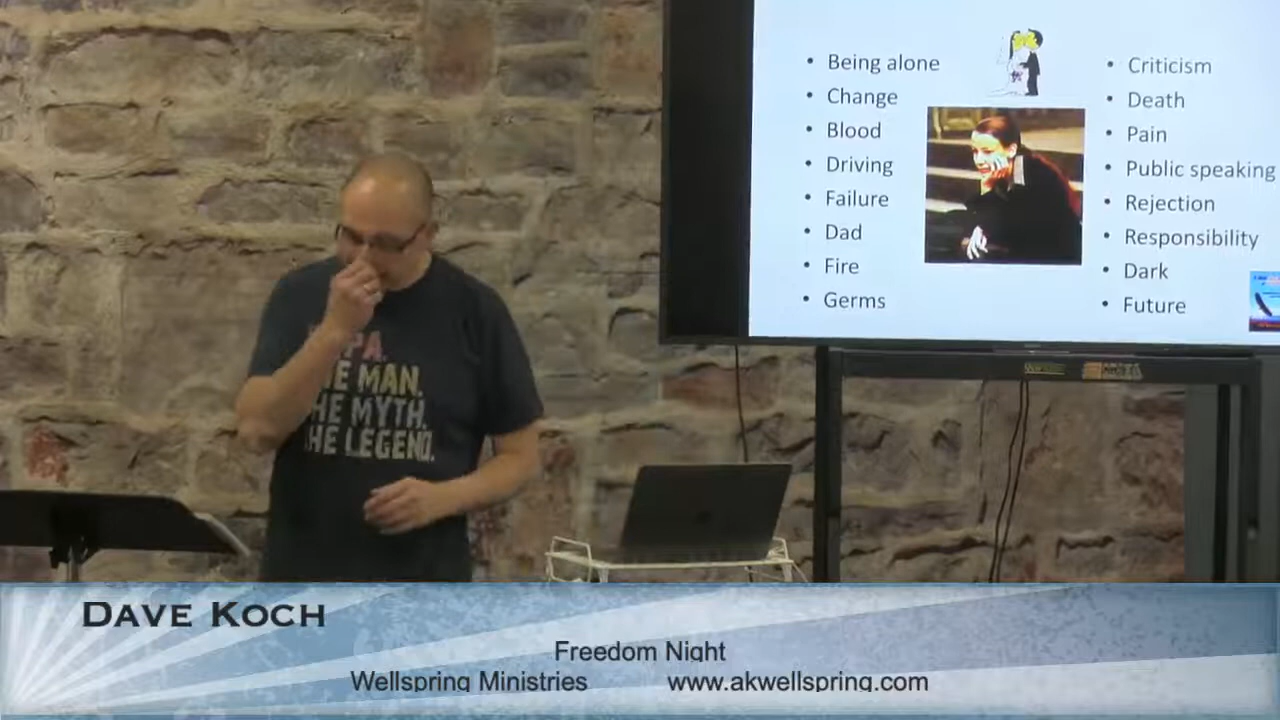 • Being alone
• Change
• Blood
• Driving
• Failure
• Dad
• Fire
• Germs
• Criticism
• Death
• Pain
• Public speaking
• Rejection
• Responsibility
• Dark
• Future
PA.
HE MAN.
HE MYTH.
HE LEGEND.
DAVE KOCH
Freedom Night
Wellspring Ministries www.akwellspring.com